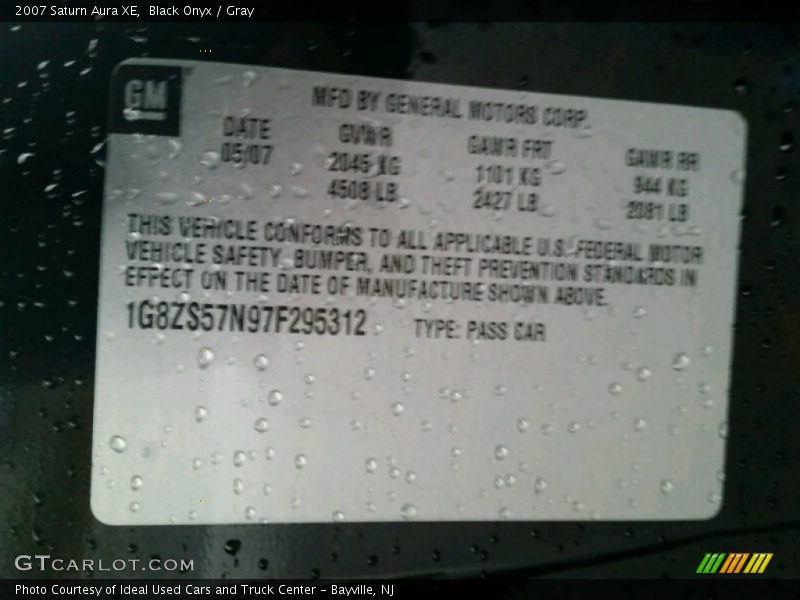 2007 Saturn Aura XE, Black Onyx / Gray
GM
MFD BY GENERAL MOTORS CORP.
DATE GVWR GAWR FRT GAWR RR
05/07 2045 KG 1101 KG 944 KG
4508 LB 2427 LB 2081 LB
THIS VEHICLE CONFORMS TO ALL APPLICABLE U.S. FEDERAL MOTOR
VEHICLE SAFETY, BUMPER, AND THEFT PREVENTION STANDARDS IN
EFFECT ON THE DATE OF MANUFACTURE SHOWN ABOVE.
1G8ZS57N97F295312 TYPE: PASS CAR
GTCARLOT.COM
Photo Courtesy of Ideal Used Cars and Truck Center - Bayville, NJ